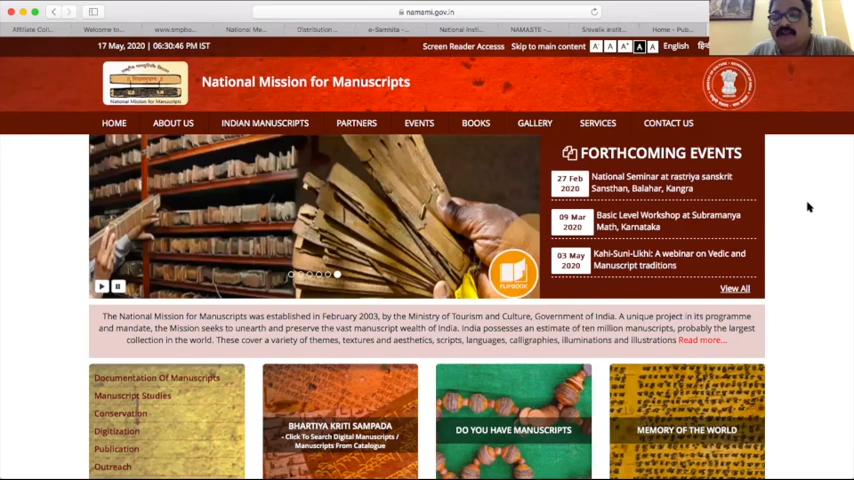 namami.gov.in
Affiliate Coll...
Welcome to...
www.smpbo...
National Me...
Distribution...
e-Samhita -...
National Insti...
NAMASTE -...
Shivalik instit...
Home - Pub...
17 May, 2020 | 06:30:46 PM IST
Screen Reader Accesss
Skip to main content
A-
A
A+
A
A
English
National Mission for Manuscripts
National Mission for Manuscripts
HOME
ABOUT US
INDIAN MANUSCRIPTS
PARTNERS
EVENTS
BOOKS
GALLERY
SERVICES
CONTACT US
FLIPBOOK
FORTHCOMING EVENTS
27 Feb
2020
National Seminar at rastriya sanskrit
Sansthan, Balahar, Kangra
09 Mar
2020
Basic Level Workshop at Subramanya
Math, Karnataka
03 May
2020
Kahi-Suni-Likhi: A webinar on Vedic and
Manuscript traditions
View All
The National Mission for Manuscripts was established in February 2003, by the Ministry of Tourism and Culture, Government of India. A unique project in its programme
and mandate, the Mission seeks to unearth and preserve the vast manuscript wealth of India. India possesses an estimate of ten million manuscripts, probably the largest
collection in the world. These cover a variety of themes, textures and aesthetics, scripts, languages, calligraphies, illuminations and illustrations Read more...
Documentation Of Manuscripts
Manuscript Studies
Conservation
Digitization
Publication
Outreach
BHARTIYA KRITI SAMPADA
- Click To Search Digital Manuscripts /
Manuscripts From Catalogue
DO YOU HAVE MANUSCRIPTS
MEMORY OF THE WORLD